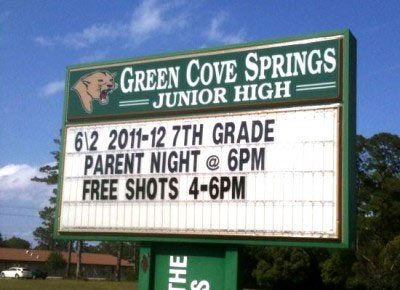 GREEN COVE SPRINGS
JUNIOR HIGH
6\2 2011-12 7TH GRADE
PARENT NIGHT @ 6PM
FREE SHOTS 4-6PM
THE